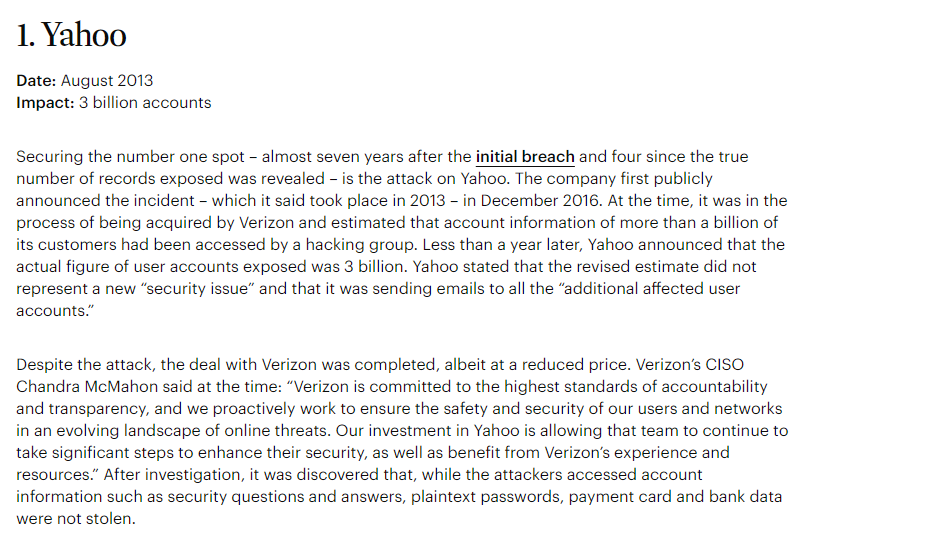 1. Yahoo
Date: August 2013
Impact: 3 billion accounts
Securing the number one spot – almost seven years after the initial breach and four since the true
number of records exposed was revealed – is the attack on Yahoo. The company first publicly
announced the incident – which it said took place in 2013 – in December 2016. At the time, it was in the
process of being acquired by Verizon and estimated that account information of more than a billion of
its customers had been accessed by a hacking group. Less than a year later, Yahoo announced that the
actual figure of user accounts exposed was 3 billion. Yahoo stated that the revised estimate did not
represent a new “security issue” and that it was sending emails to all the “additional affected user
accounts.”
Despite the attack, the deal with Verizon was completed, albeit at a reduced price. Verizon’s CISO
Chandra McMahon said at the time: “Verizon is committed to the highest standards of accountability
and transparency, and we proactively work to ensure the safety and security of our users and networks
in an evolving landscape of online threats. Our investment in Yahoo is allowing that team to continue to
take significant steps to enhance their security, as well as benefit from Verizon’s experience and
resources.” After investigation, it was discovered that, while the attackers accessed account
information such as security questions and answers, plaintext passwords, payment card and bank data
were not stolen.